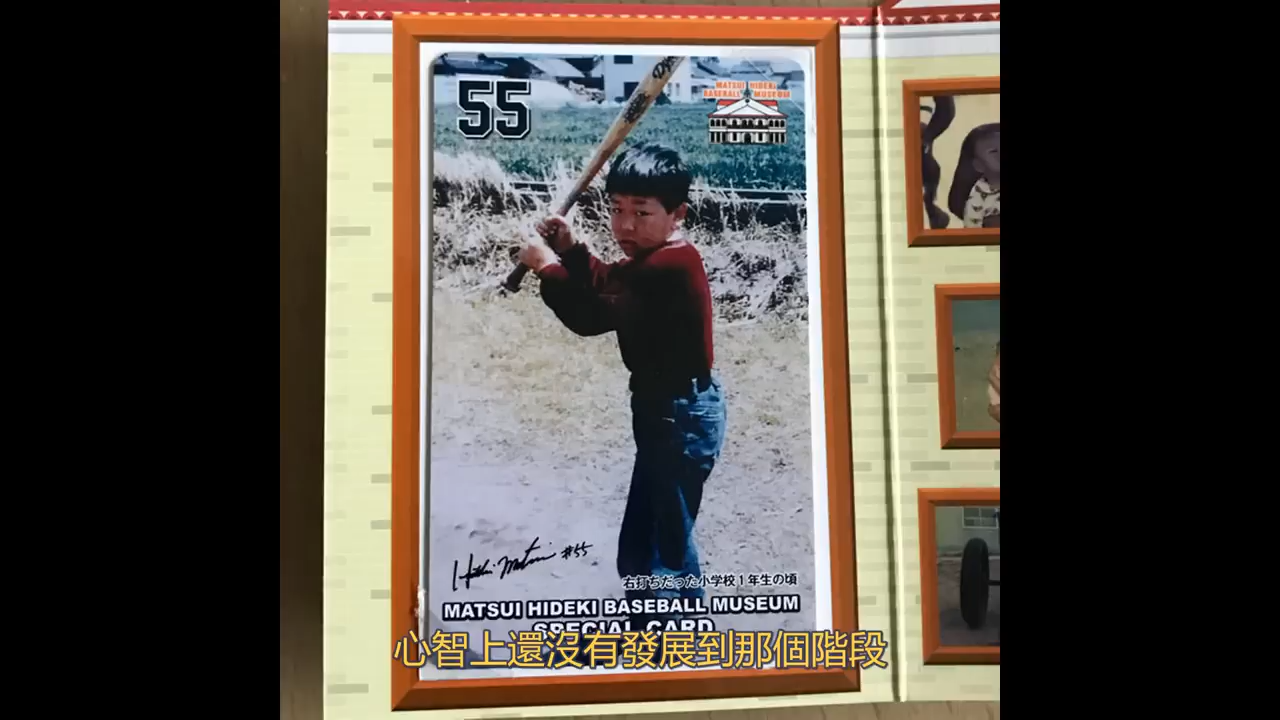 55
MATSUI HIDEKI
BASEBALL MUSEUM
Hideki Matsui #55
右打ちだった小学校1年生の頃
MATSUI HIDEKI BASEBALL MUSEUM
SPECIAL CARD
心智上還沒有發展到那個階段